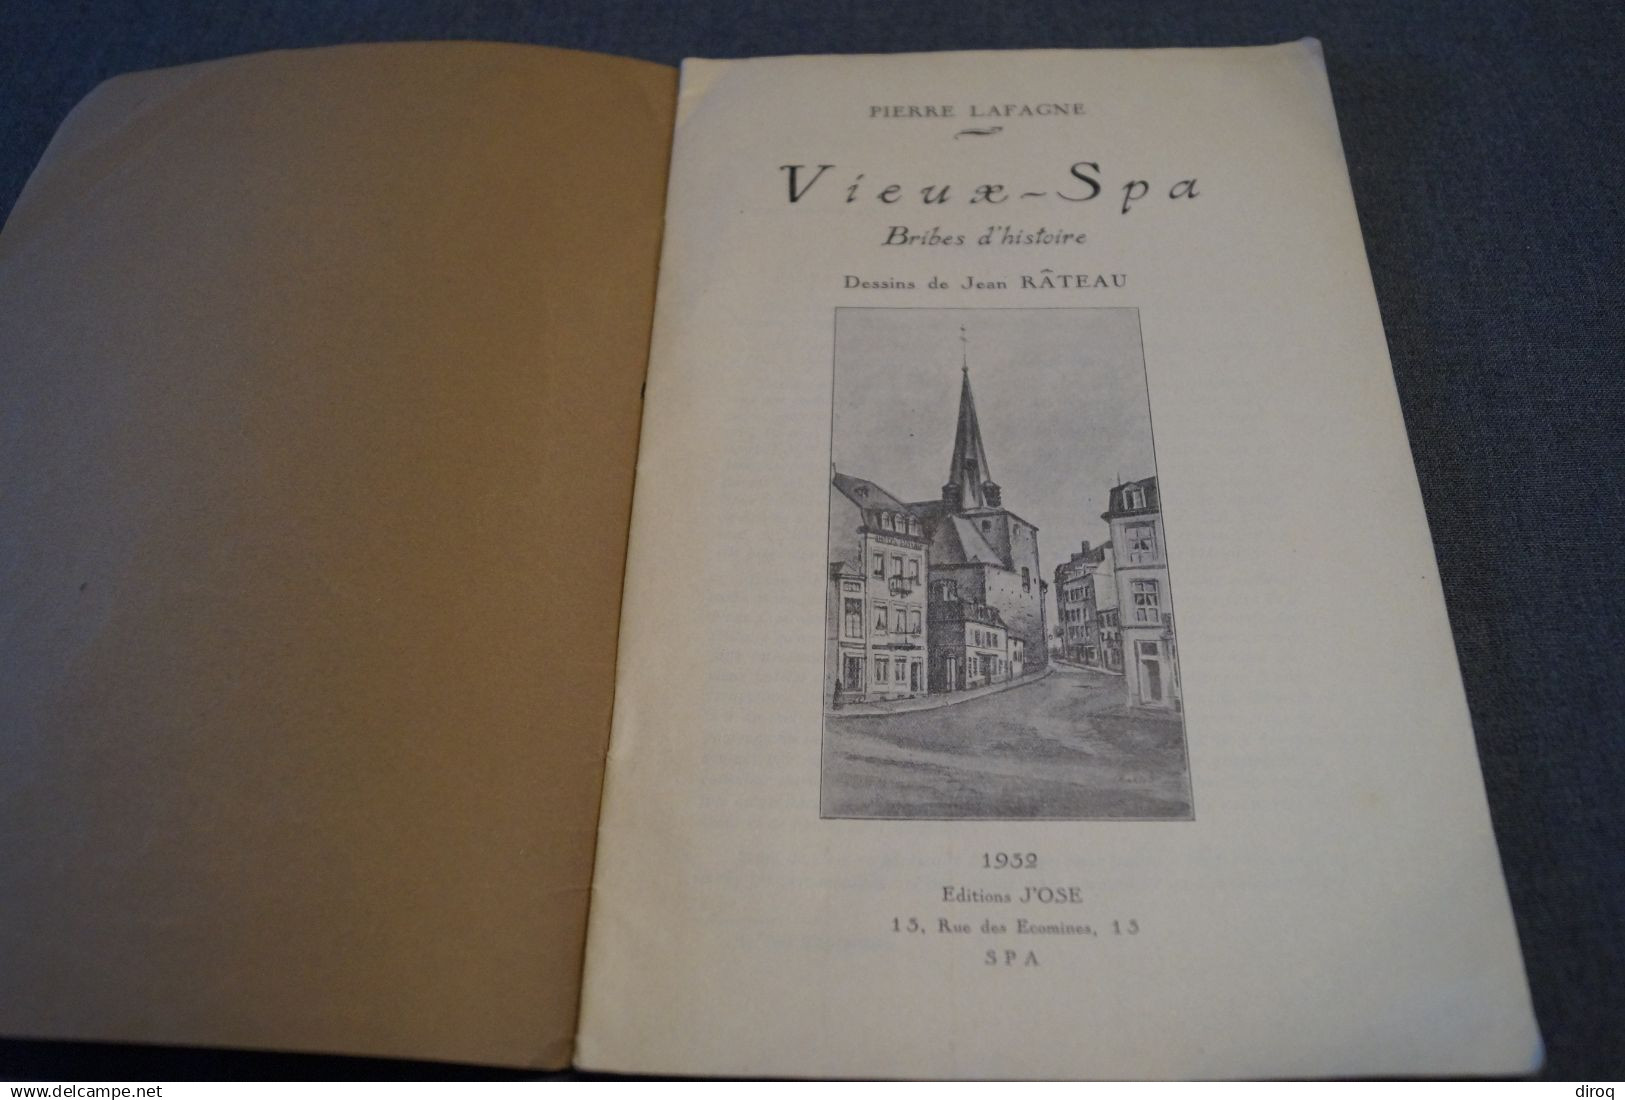 PIERRE LAFAGNE
Vieux-Spa
Bribes d'histoire
Dessins de Jean RÂTEAU
1932
Editions J'OSE
13, Rue des Ecomines, 13
SPA
delcampe.net
diroq